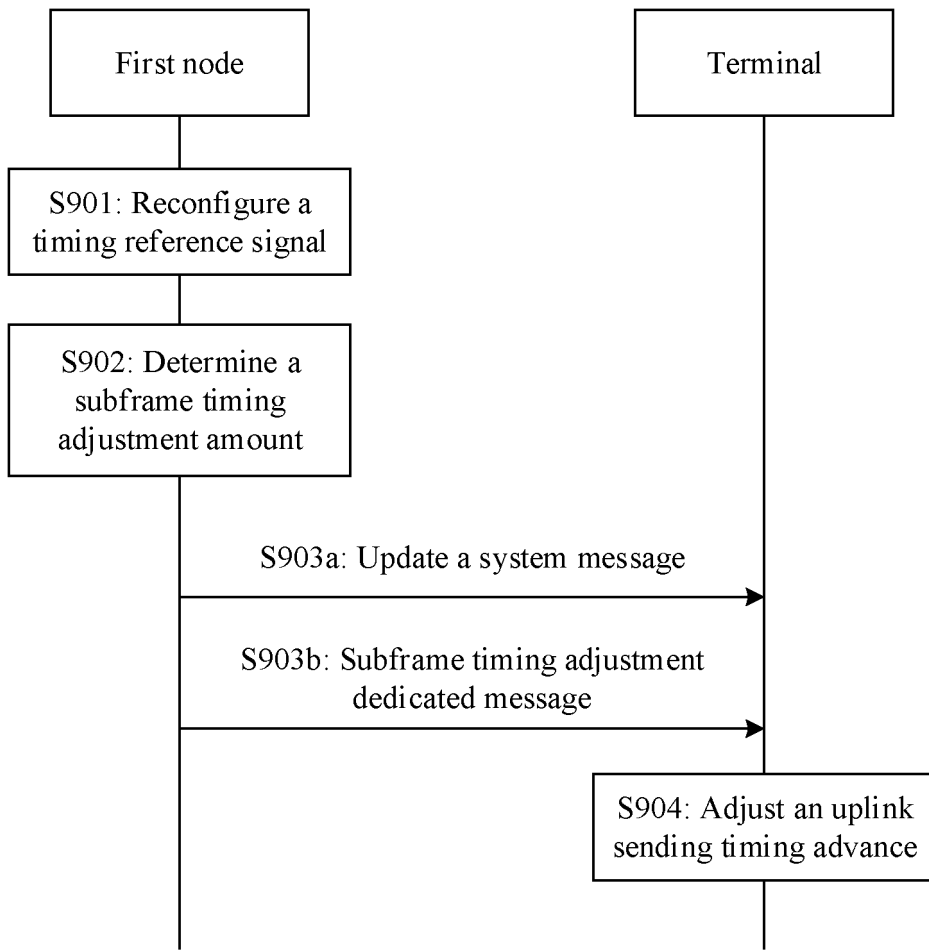 First node
Terminal
S901: Reconfigure a
timing reference signal
S902: Determine a
subframe timing
adjustment amount
S903a: Update a system message
S903b: Subframe timing adjustment
dedicated message
S904: Adjust an uplink
sending timing advance